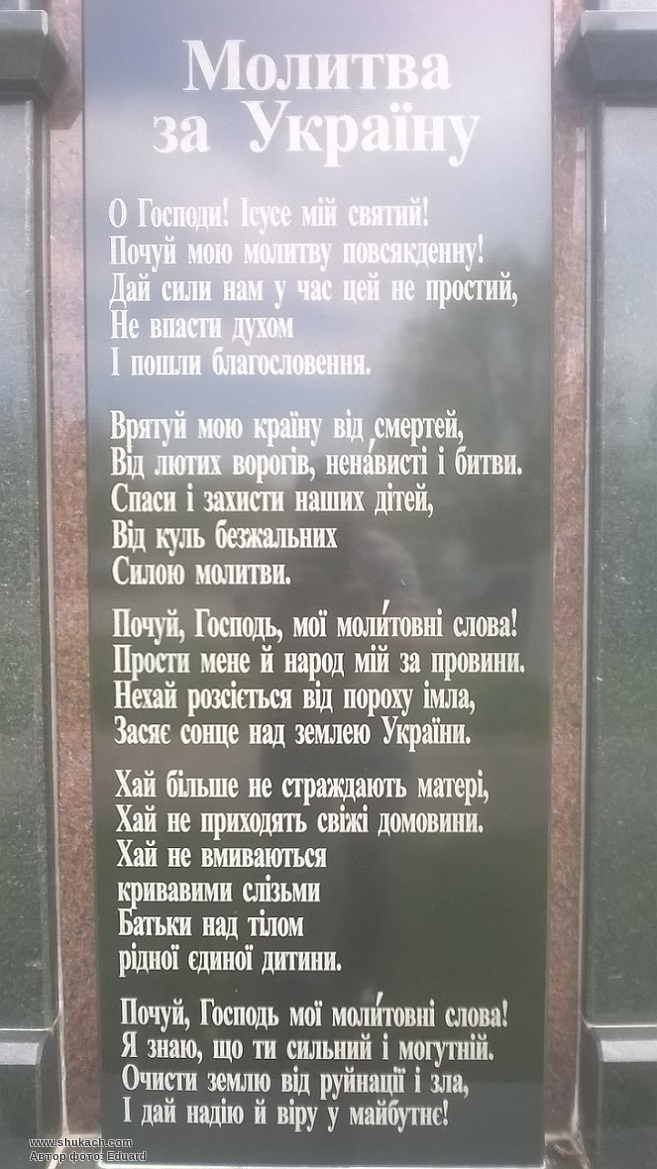 Молитва
за Україну
О Господи! Ісусе мій святий!
Почуй мою молитву повсякденну!
Дай сили нам у час цей не простий,
Не впасти духом
І пошли благословення.
Врятуй мою країну від смертей,
Від лютих ворогів, нена́висті і битви.
Спаси і захисти наших дітей,
Від куль безжальних
Силою молитви.
Почуй, Господь, мої моли́товні слова!
Прости мене й народ мій за провини.
Нехай розсіється від пороху імла,
Засяє сонце над землею України.
Хай більше не страждають матері,
Хай не приходять свіжі домовини.
Хай не вмиваються
кривавими слізьми
Батьки над тілом
рідної єдиної дитини.
Почуй, Господь мої моли́товні слова!
Я знаю, що ти сильний і могутній.
Очисти землю від руйнації і зла,
І дай надію й віру у майбутнє!
www.shukach.com
Автор фото: Eduard